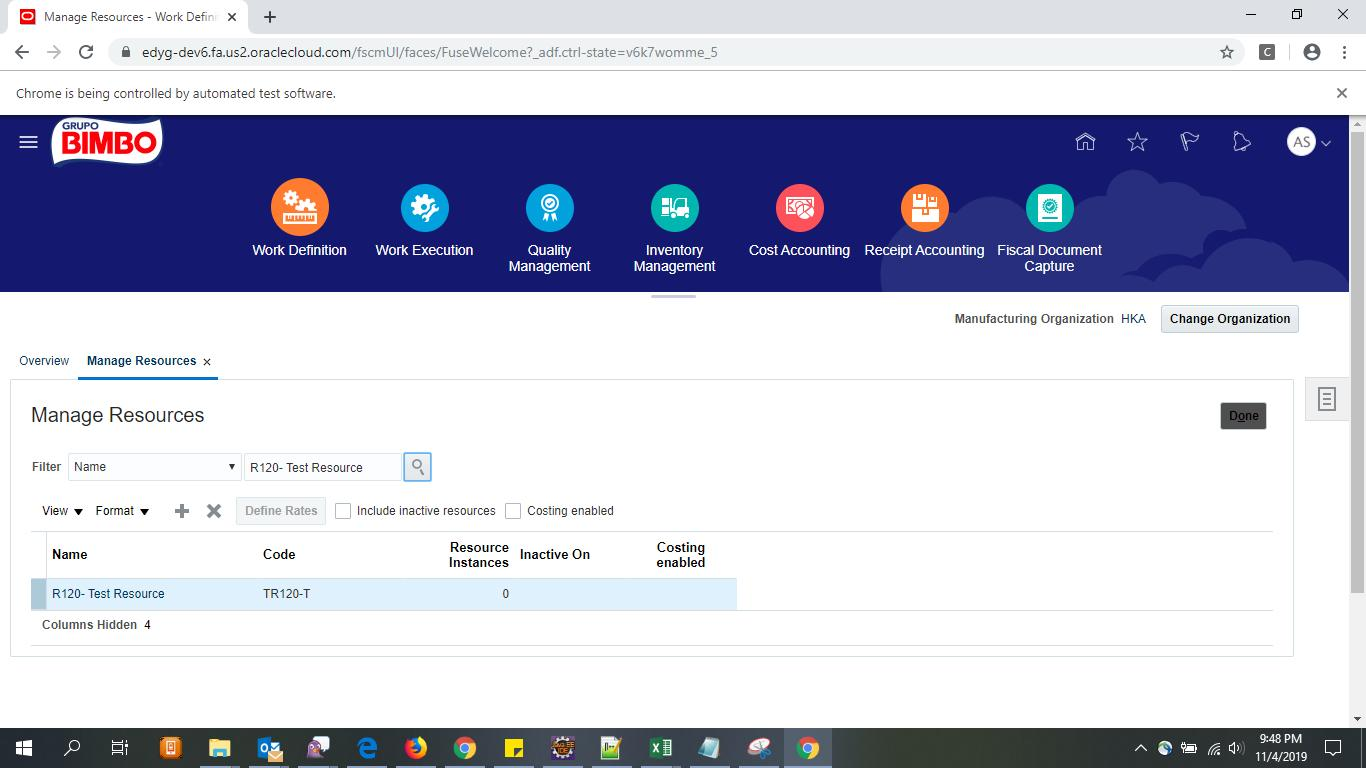 Manage Resources - Work Defin
edyg-dev6.fa.us2.oraclecloud.com/fscmUI/faces/FuseWelcome?_adf.ctrl-state=v6k7womme_5
C
Chrome is being controlled by automated test software.
GRUPO
BIMBO
AS
Work Definition
Work Execution
Quality
Management
Inventory
Management
Cost Accounting
Receipt Accounting
Fiscal Document
Capture
Manufacturing Organization HKA
Change Organization
Overview
Manage Resources
Manage Resources
Done
Filter Name R120- Test Resource
View Format Define Rates Include inactive resources Costing enabled
Name
Code
Resource
Instances
Inactive On
Costing
enabled
R120- Test Resource TR120-T 0
Columns Hidden 4
9:48 PM
11/4/2019